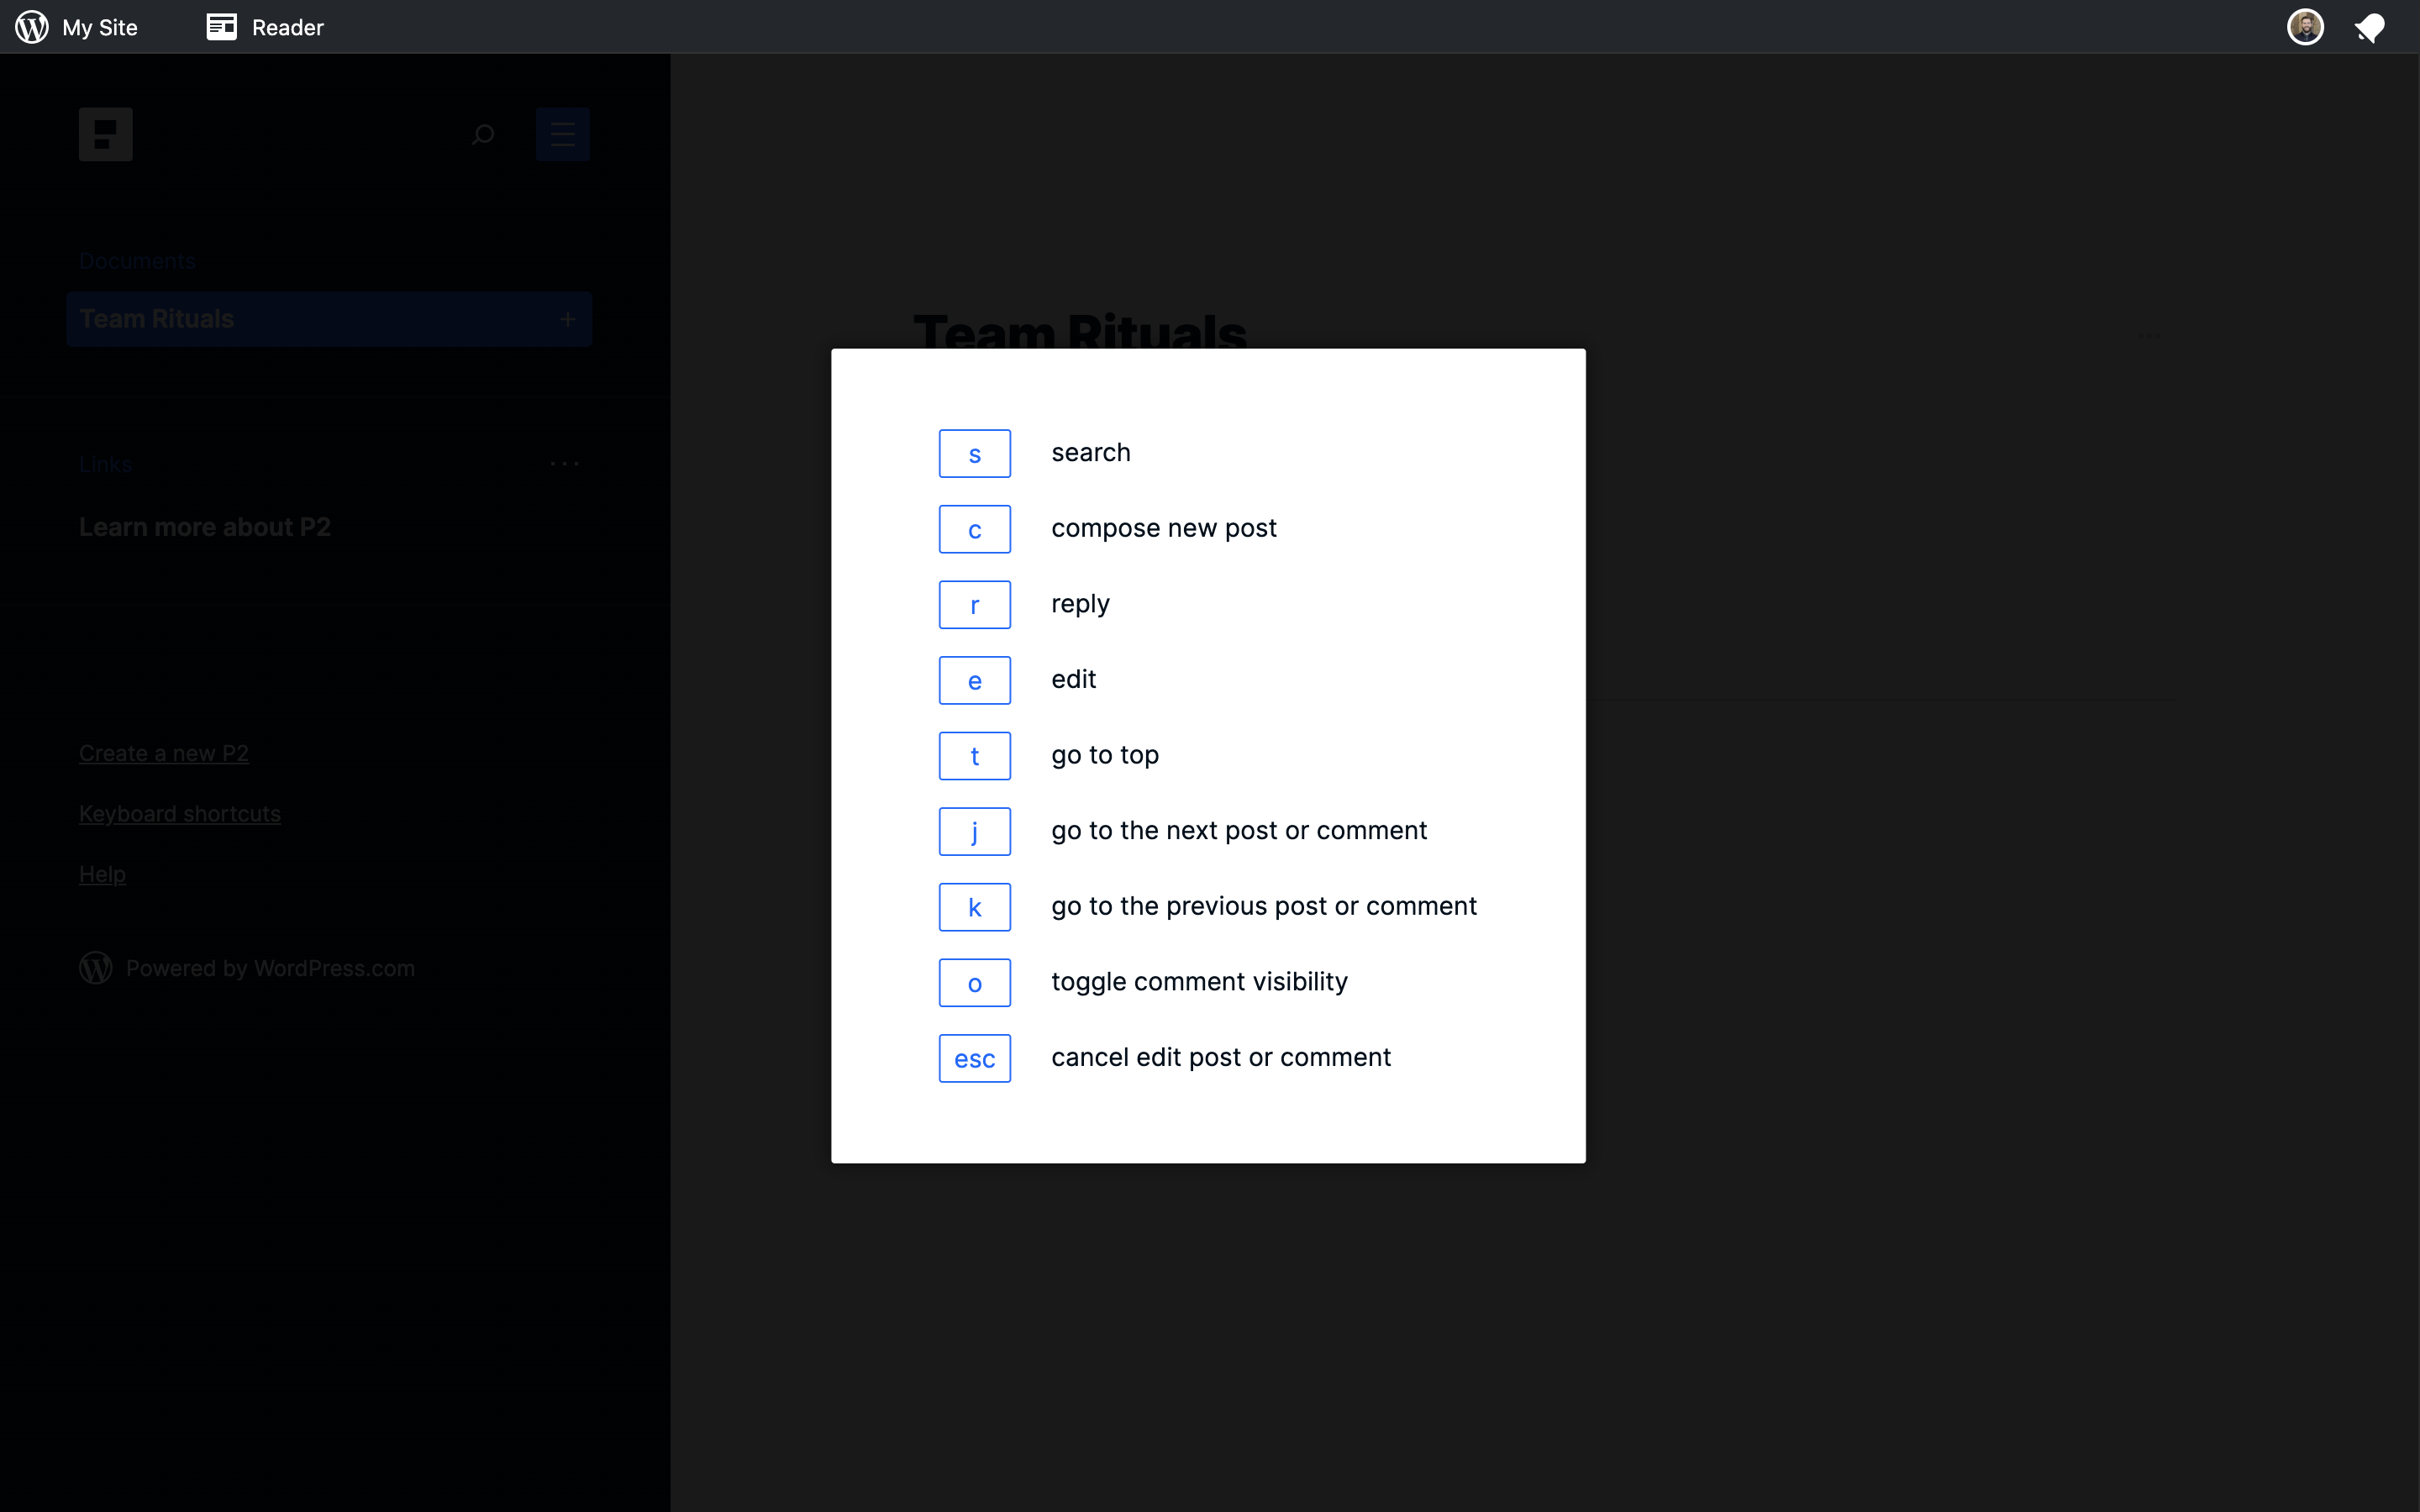 My Site
Reader
Documents
Team Rituals
Links
Learn more about P2
Create a new P2
Keyboard shortcuts
Help
Powered by WordPress.com
Team Rituals
s search
c compose new post
r reply
e edit
t go to top
j go to the next post or comment
k go to the previous post or comment
o toggle comment visibility
esc cancel edit post or comment